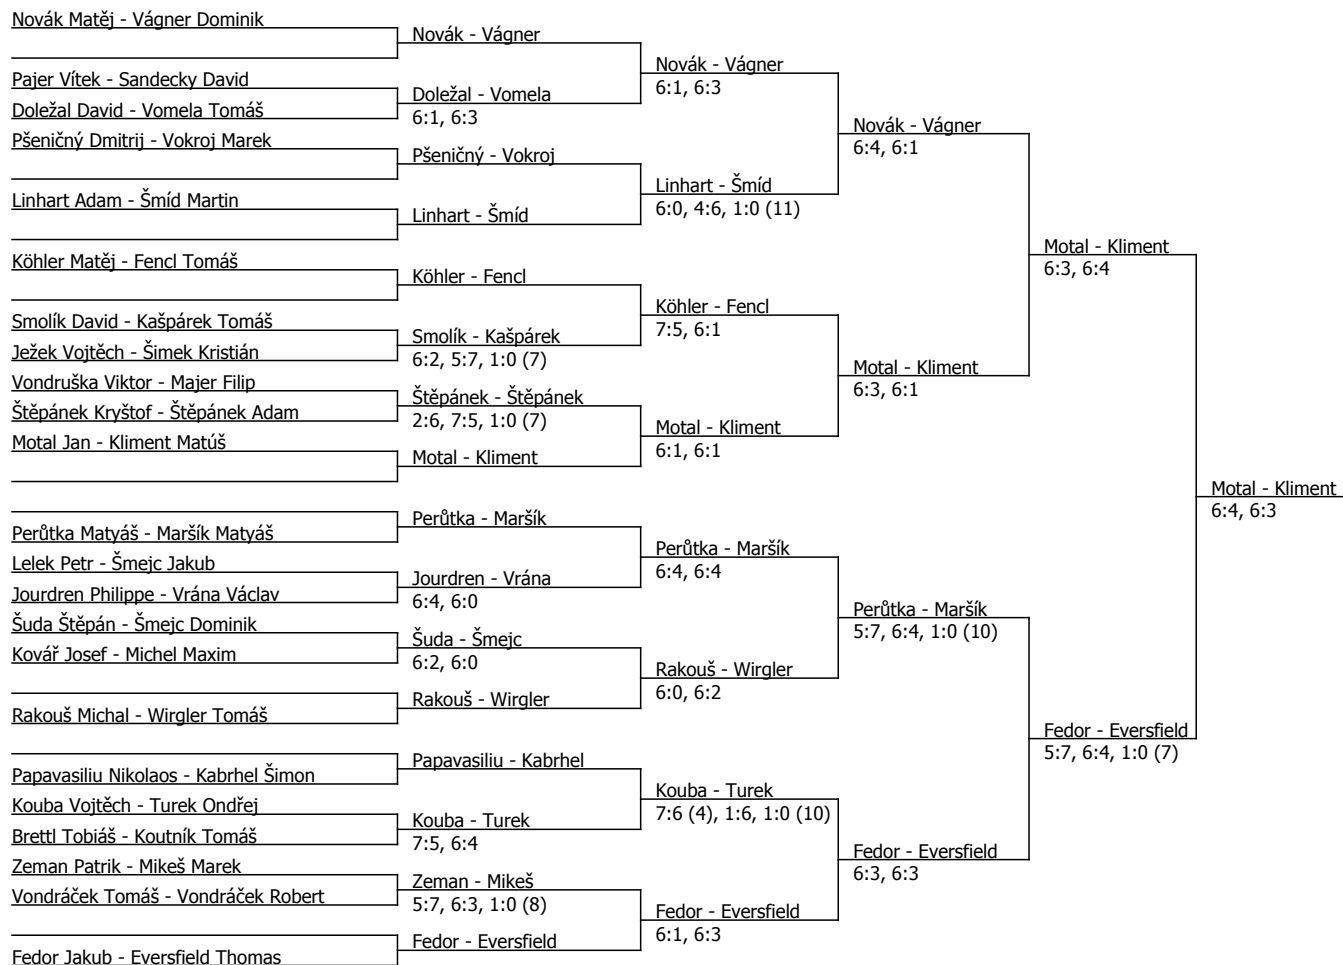 Novák Matěj - Vágner Dominik
Pajer Vítek - Sandecky David
Doležal David - Vomela Tomáš
Pšeničný Dmitrij - Vokroj Marek
Linhart Adam - Šmíd Martin
Köhler Matěj - Fencl Tomáš
Smolík David - Kašpárek Tomáš
Ježek Vojtěch - Šimek Kristián
Vondruška Viktor - Majer Filip
Štěpánek Kryštof - Štěpánek Adam
Motal Jan - Kliment Matúš
Perůtka Matyáš - Maršík Matyáš
Lelek Petr - Šmejc Jakub
Jourdren Philippe - Vrána Václav
Šuda Štěpán - Šmejc Dominik
Kovář Josef - Michel Maxim
Rakouš Michal - Wirgler Tomáš
Papavasiliu Nikolaos - Kabrhel Šimon
Kouba Vojtěch - Turek Ondřej
Brettl Tobiáš - Koutník Tomáš
Zeman Patrik - Mikeš Marek
Vondráček Tomáš - Vondráček Robert
Fedor Jakub - Eversfield Thomas
Novák - Vágner
Doležal - Vomela
6:1, 6:3
Pšeničný - Vokroj
Linhart - Šmíd
Köhler - Fencl
Smolík - Kašpárek
6:2, 5:7, 1:0 (7)
Štěpánek - Štěpánek
2:6, 7:5, 1:0 (7)
Motal - Kliment
Perůtka - Maršík
Jourdren - Vrána
6:4, 6:0
Šuda - Šmejc
6:2, 6:0
Rakouš - Wirgler
Papavasiliu - Kabrhel
Kouba - Turek
7:5, 6:4
Zeman - Mikeš
5:7, 6:3, 1:0 (8)
Fedor - Eversfield
Novák - Vágner
6:1, 6:3
Linhart - Šmíd
6:0, 4:6, 1:0 (11)
Köhler - Fencl
7:5, 6:1
Motal - Kliment
6:1, 6:1
Perůtka - Maršík
6:4, 6:4
Rakouš - Wirgler
6:0, 6:2
Kouba - Turek
7:6 (4), 1:6, 1:0 (10)
Fedor - Eversfield
6:1, 6:3
Novák - Vágner
6:4, 6:1
Motal - Kliment
6:3, 6:1
Perůtka - Maršík
5:7, 6:4, 1:0 (10)
Fedor - Eversfield
6:3, 6:3
Motal - Kliment
6:3, 6:4
Fedor - Eversfield
5:7, 6:4, 1:0 (7)
Motal - Kliment
6:4, 6:3